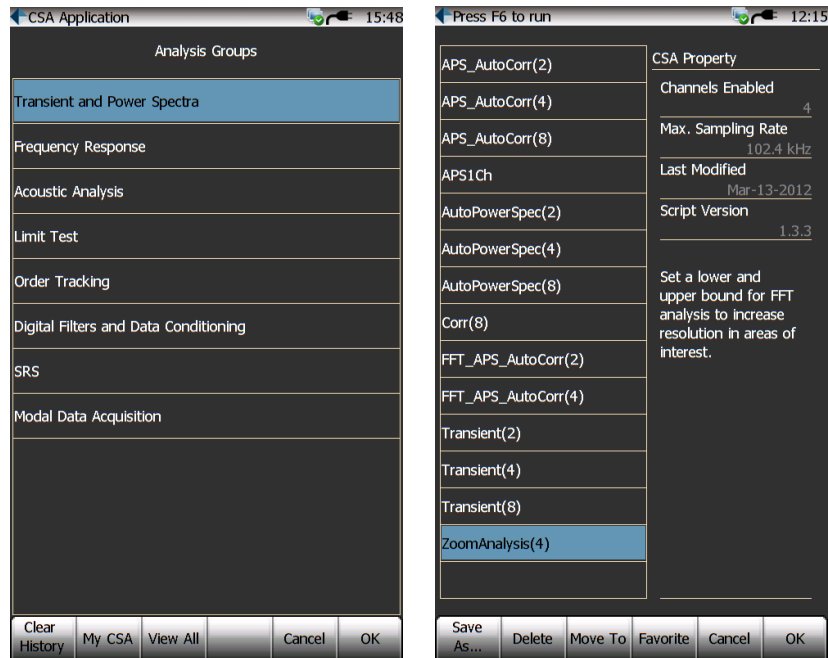 CSA Application
15:48
Analysis Groups
Transient and Power Spectra
Frequency Response
Acoustic Analysis
Limit Test
Order Tracking
Digital Filters and Data Conditioning
SRS
Modal Data Acquisition
Clear
History
My CSA
View All
Cancel
OK
Press F6 to run
12:15
APS_AutoCorr(2)
APS_AutoCorr(4)
APS_AutoCorr(8)
APS1Ch
AutoPowerSpec(2)
AutoPowerSpec(4)
AutoPowerSpec(8)
Corr(8)
FFT_APS_AutoCorr(2)
FFT_APS_AutoCorr(4)
Transient(2)
Transient(4)
Transient(8)
ZoomAnalysis(4)
CSA Property
Channels Enabled
4
Max. Sampling Rate
102.4 kHz
Last Modified
Mar-13-2012
Script Version
1.3.3
Set a lower and
upper bound for FFT
analysis to increase
resolution in areas of
interest.
Save
As...
Delete
Move To
Favorite
Cancel
OK